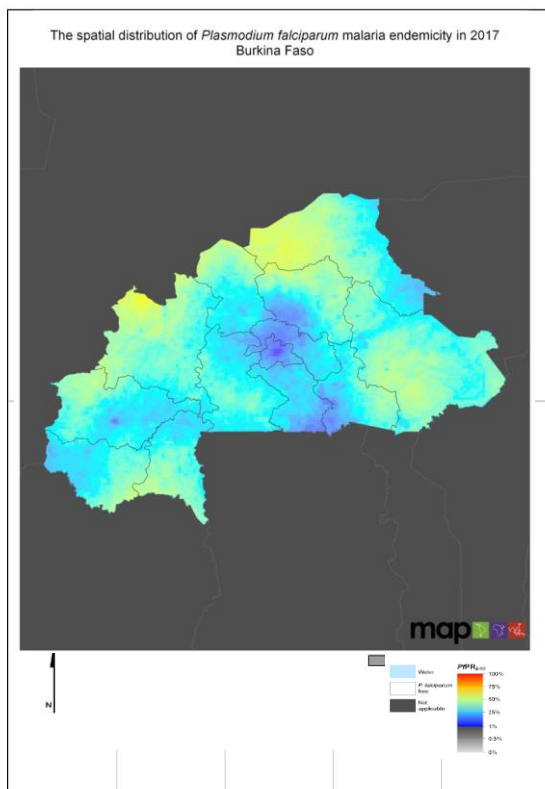 The spatial distribution of Plasmodium falciparum malaria endemicity in 2017
Burkina Faso
map
N
Water
P. falciparum
free
Not
applicable
PfPR2-10
100%
75%
50%
25%
1%
0.5%
0%